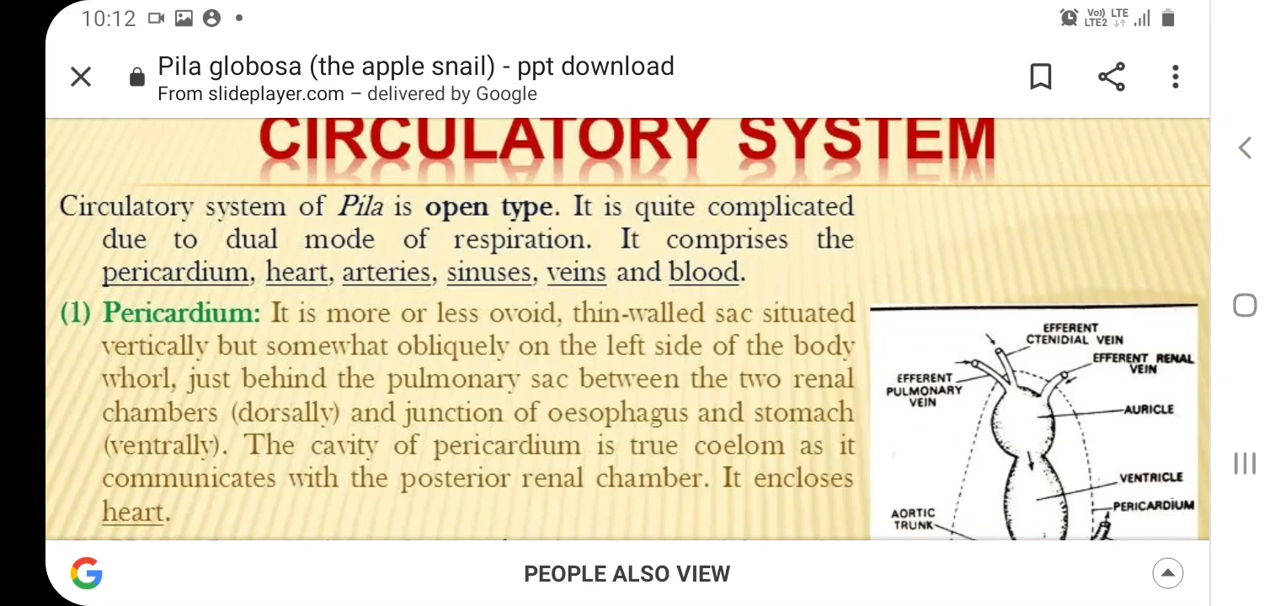 10:12
Vo)) LTE
LTE2
Pila globosa (the apple snail) - ppt download
From slideplayer.com – delivered by Google
CIRCULATORY SYSTEM
Circulatory system of Pila is open type. It is quite complicated
due to dual mode of respiration. It comprises the
pericardium, heart, arteries, sinuses, veins and blood.
(1) Pericardium: It is more or less ovoid, thin-walled sac situated
vertically but somewhat obliquely on the left side of the body
whorl, just behind the pulmonary sac between the two renal
chambers (dorsally) and junction of oesophagus and stomach
(ventrally). The cavity of pericardium is true coelom as it
communicates with the posterior renal chamber. It encloses
heart.
EFFERENT
CTENIDIAL VEIN
EFFERENT RENAL
VEIN
EFFERENT
PULMONARY
VEIN
AURICLE
VENTRICLE
PERICARDIUM
AORTIC
TRUNK
PEOPLE ALSO VIEW